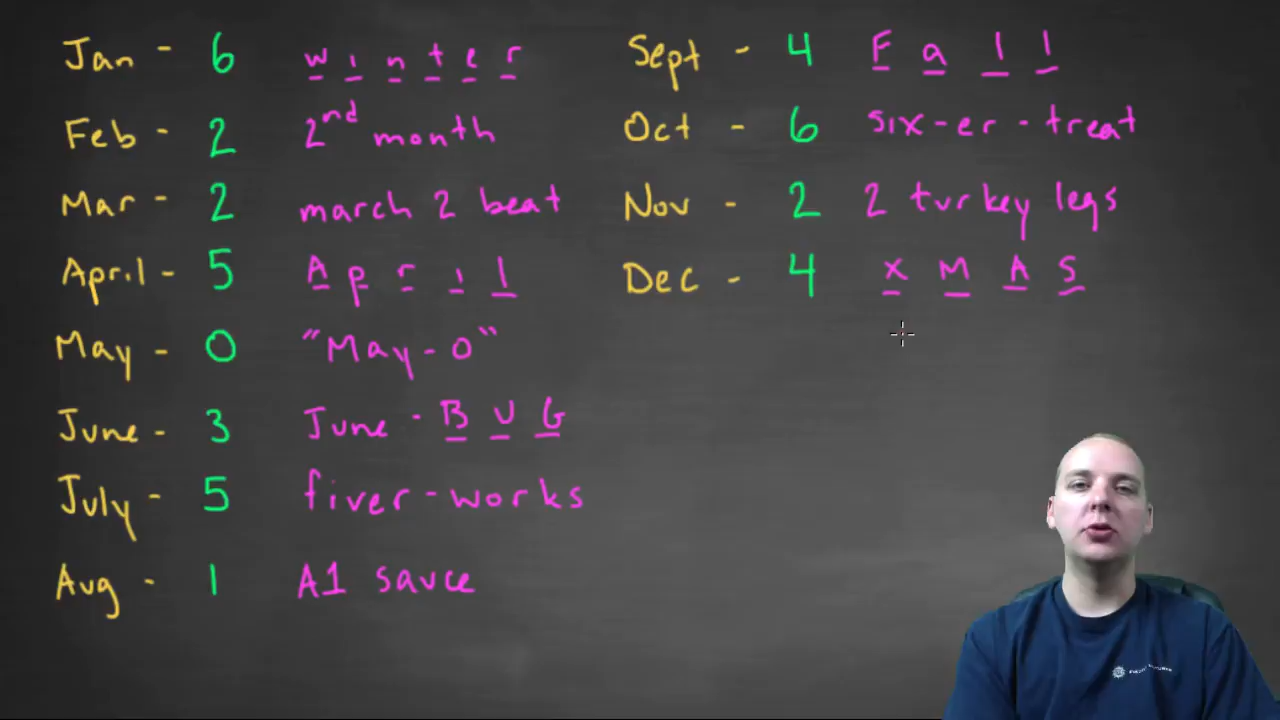 Jan - 6 winter
Feb - 2 2nd month
Mar - 2 march 2 beat
April - 5 April
May - 0 "May-0"
June - 3 June - BUG
July - 5 fiver-works
Aug - 1 A1 sauce
Sept - 4 Fall
Oct - 6 six-er-treat
Nov - 2 2 turkey legs
Dec - 4 XMAS